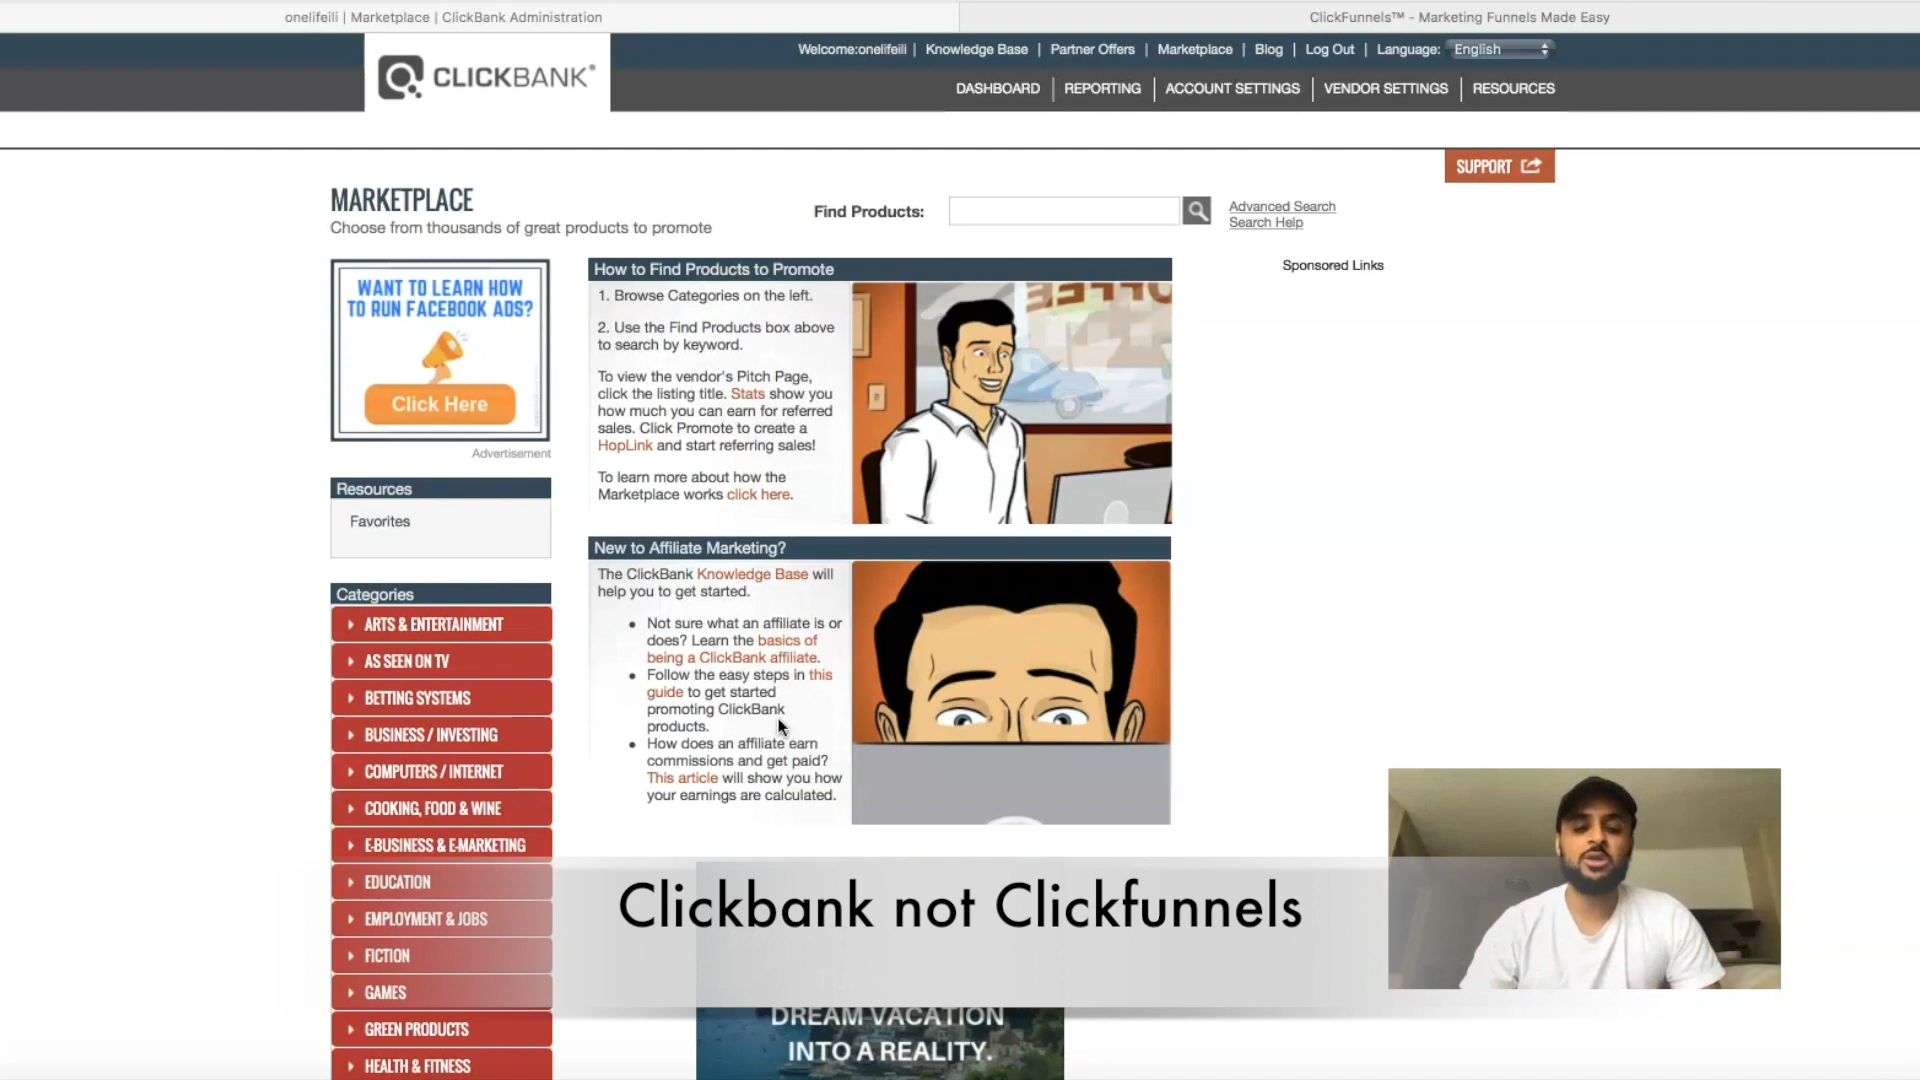 onelifeili | Marketplace | ClickBank Administration
ClickFunnels™ - Marketing Funnels Made Easy
Welcome:onelifeili | Knowledge Base | Partner Offers | Marketplace | Blog | Log Out | Language: English
CLICKBANK®
DASHBOARD | REPORTING | ACCOUNT SETTINGS | VENDOR SETTINGS | RESOURCES
SUPPORT
MARKETPLACE
Choose from thousands of great products to promote
Find Products:
Advanced Search
Search Help
WANT TO LEARN HOW
TO RUN FACEBOOK ADS?
Click Here
Advertisement
Resources
Favorites
Categories
ARTS & ENTERTAINMENT
AS SEEN ON TV
BETTING SYSTEMS
BUSINESS / INVESTING
COMPUTERS / INTERNET
COOKING, FOOD & WINE
E-BUSINESS & E-MARKETING
EDUCATION
EMPLOYMENT & JOBS
FICTION
GAMES
GREEN PRODUCTS
HEALTH & FITNESS
How to Find Products to Promote
1. Browse Categories on the left.
2. Use the Find Products box above
to search by keyword.
To view the vendor's Pitch Page,
click the listing title. Stats show you
how much you can earn for referred
sales. Click Promote to create a
HopLink and start referring sales!
To learn more about how the
Marketplace works click here.
New to Affiliate Marketing?
The ClickBank Knowledge Base will
help you to get started.
• Not sure what an affiliate is or
does? Learn the basics of
being a ClickBank affiliate.
• Follow the easy steps in this
guide to get started
promoting ClickBank
products.
• How does an affiliate earn
commissions and get paid?
This article will show you how
your earnings are calculated.
Sponsored Links
Clickbank not Clickfunnels
DREAM VACATION
INTO A REALITY.